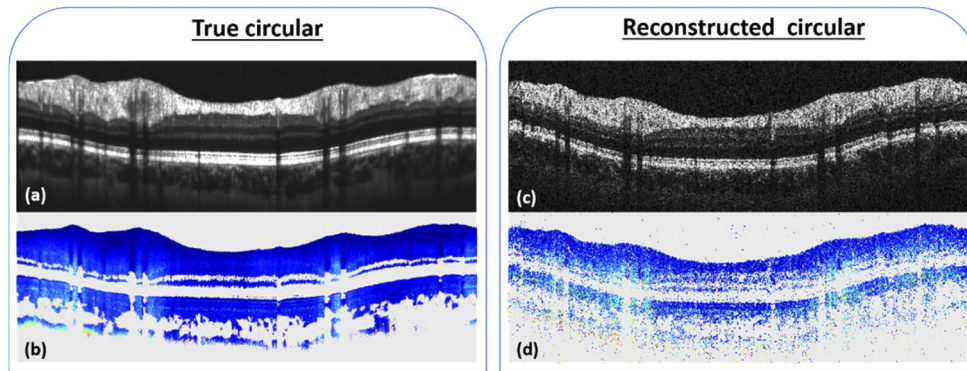 True circular
Reconstructed circular
(a)
(c)
(b)
(d)